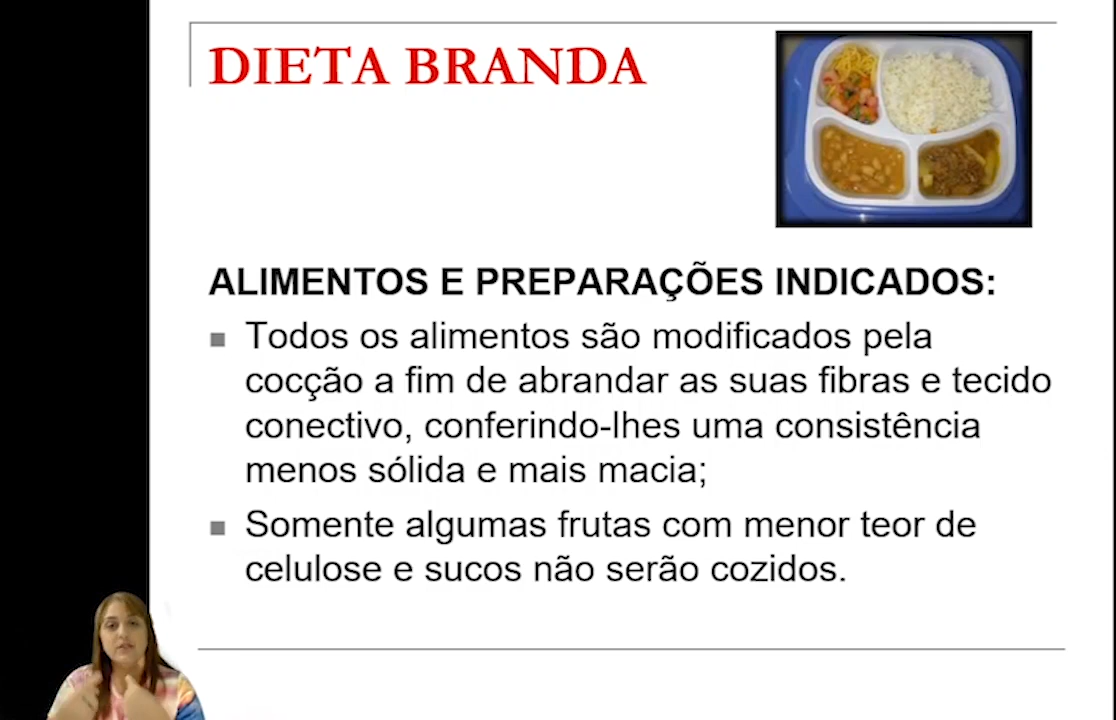 DIETA BRANDA
ALIMENTOS E PREPARAÇÕES INDICADOS:
Todos os alimentos são modificados pela
cocção a fim de abrandar as suas fibras e tecido
conectivo, conferindo-lhes uma consistência
menos sólida e mais macia;
Somente algumas frutas com menor teor de
celulose e sucos não serão cozidos.